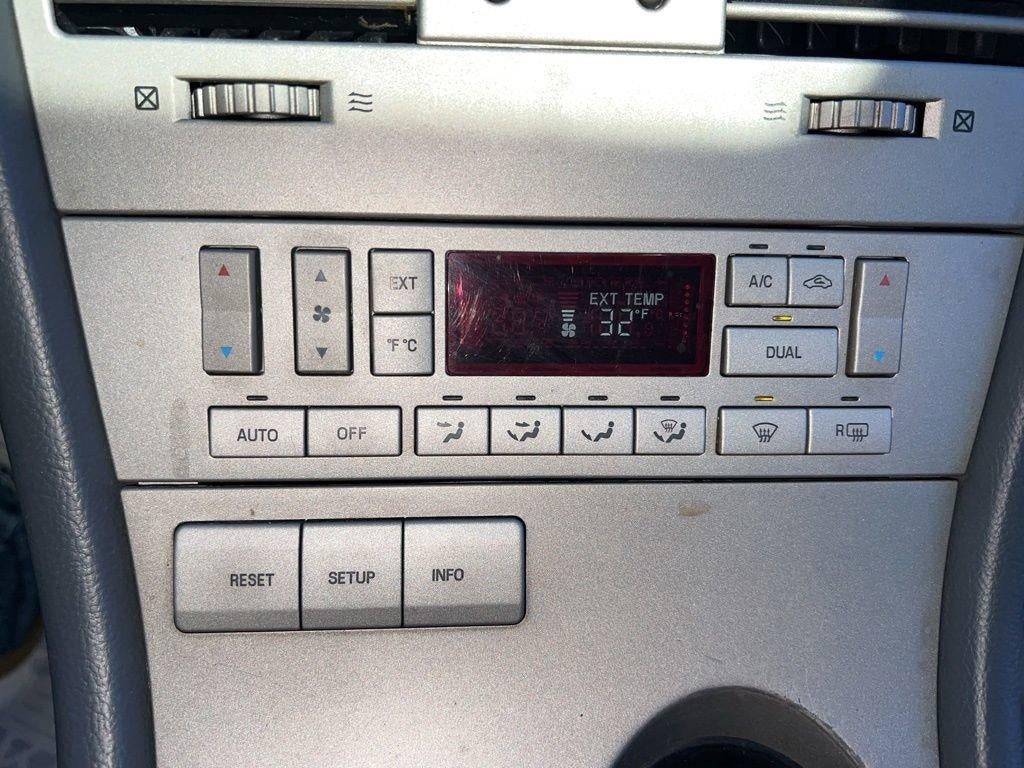 EXT
A/C
EXT TEMP
32°F
°F °C
DUAL
AUTO
OFF
R
RESET
SETUP
INFO